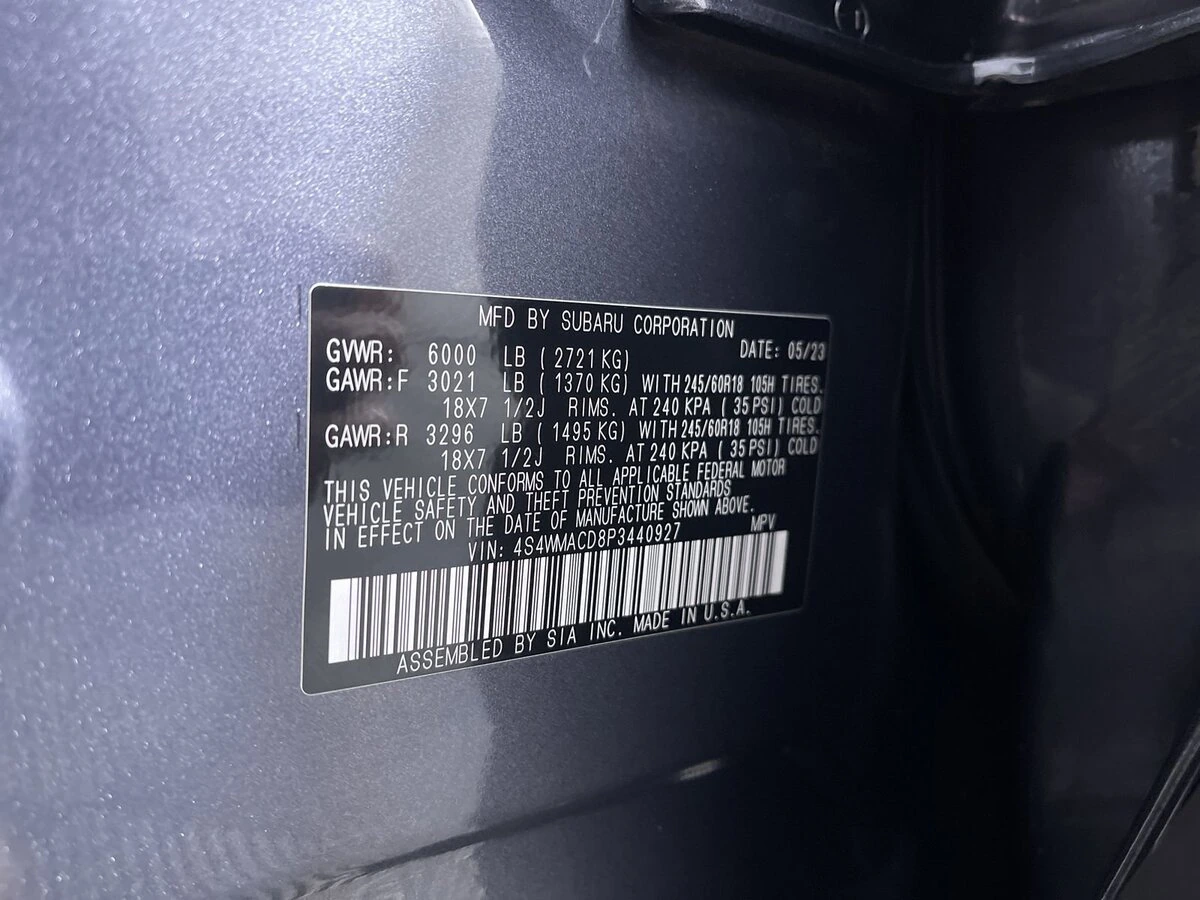 MFD BY SUBARU CORPORATION
DATE: 05/23
GVWR: 6000 LB ( 2721 KG)
GAWR:F 3021 LB ( 1370 KG) WITH 245/60R18 105H TIRES.
18X7 1/2J RIMS. AT 240 KPA ( 35 PSI) COLD
GAWR:R 3296 LB ( 1495 KG) WITH 245/60R18 105H TIRES.
18X7 1/2J RIMS. AT 240 KPA ( 35 PSI) COLD
THIS VEHICLE CONFORMS TO ALL APPLICABLE FEDERAL MOTOR
VEHICLE SAFETY AND THEFT PREVENTION STANDARDS
IN EFFECT ON THE DATE OF MANUFACTURE SHOWN ABOVE.
VIN: 4S4WMACD8P3440927 MPV
ASSEMBLED BY SIA INC. MADE IN U.S.A.